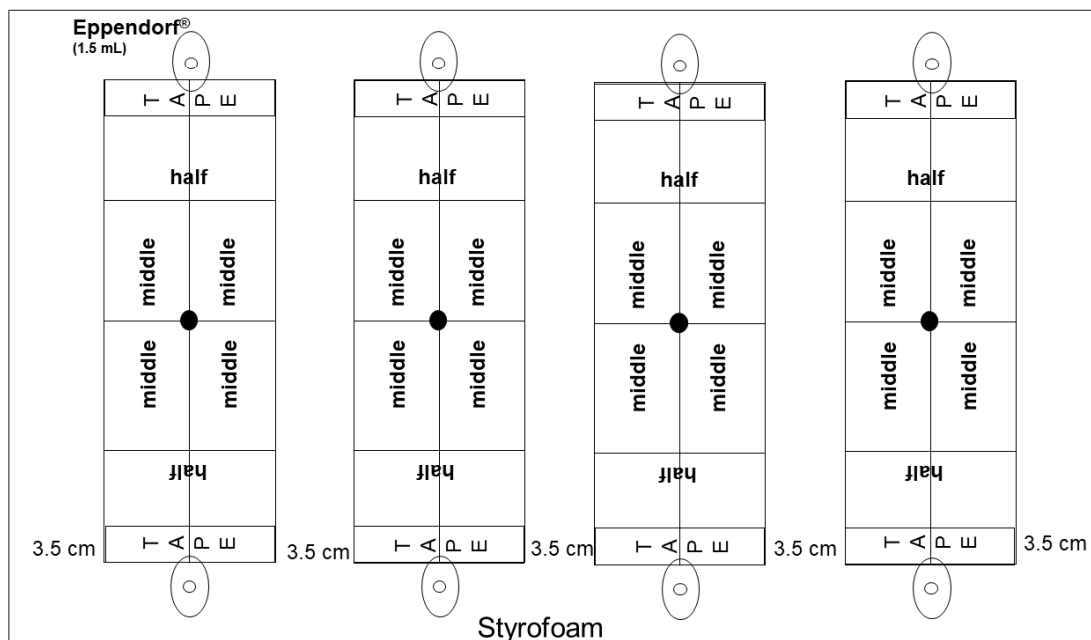 Eppendorf®
(1.5 mL)
TAPE TAPE TAPE TAPE
half half half half
middle middle middle middle middle middle middle middle
middle middle middle middle middle middle middle middle
half half half half
TAPE TAPE TAPE TAPE
3.5 cm 3.5 cm 3.5 cm 3.5 cm 3.5 cm
Styrofoam